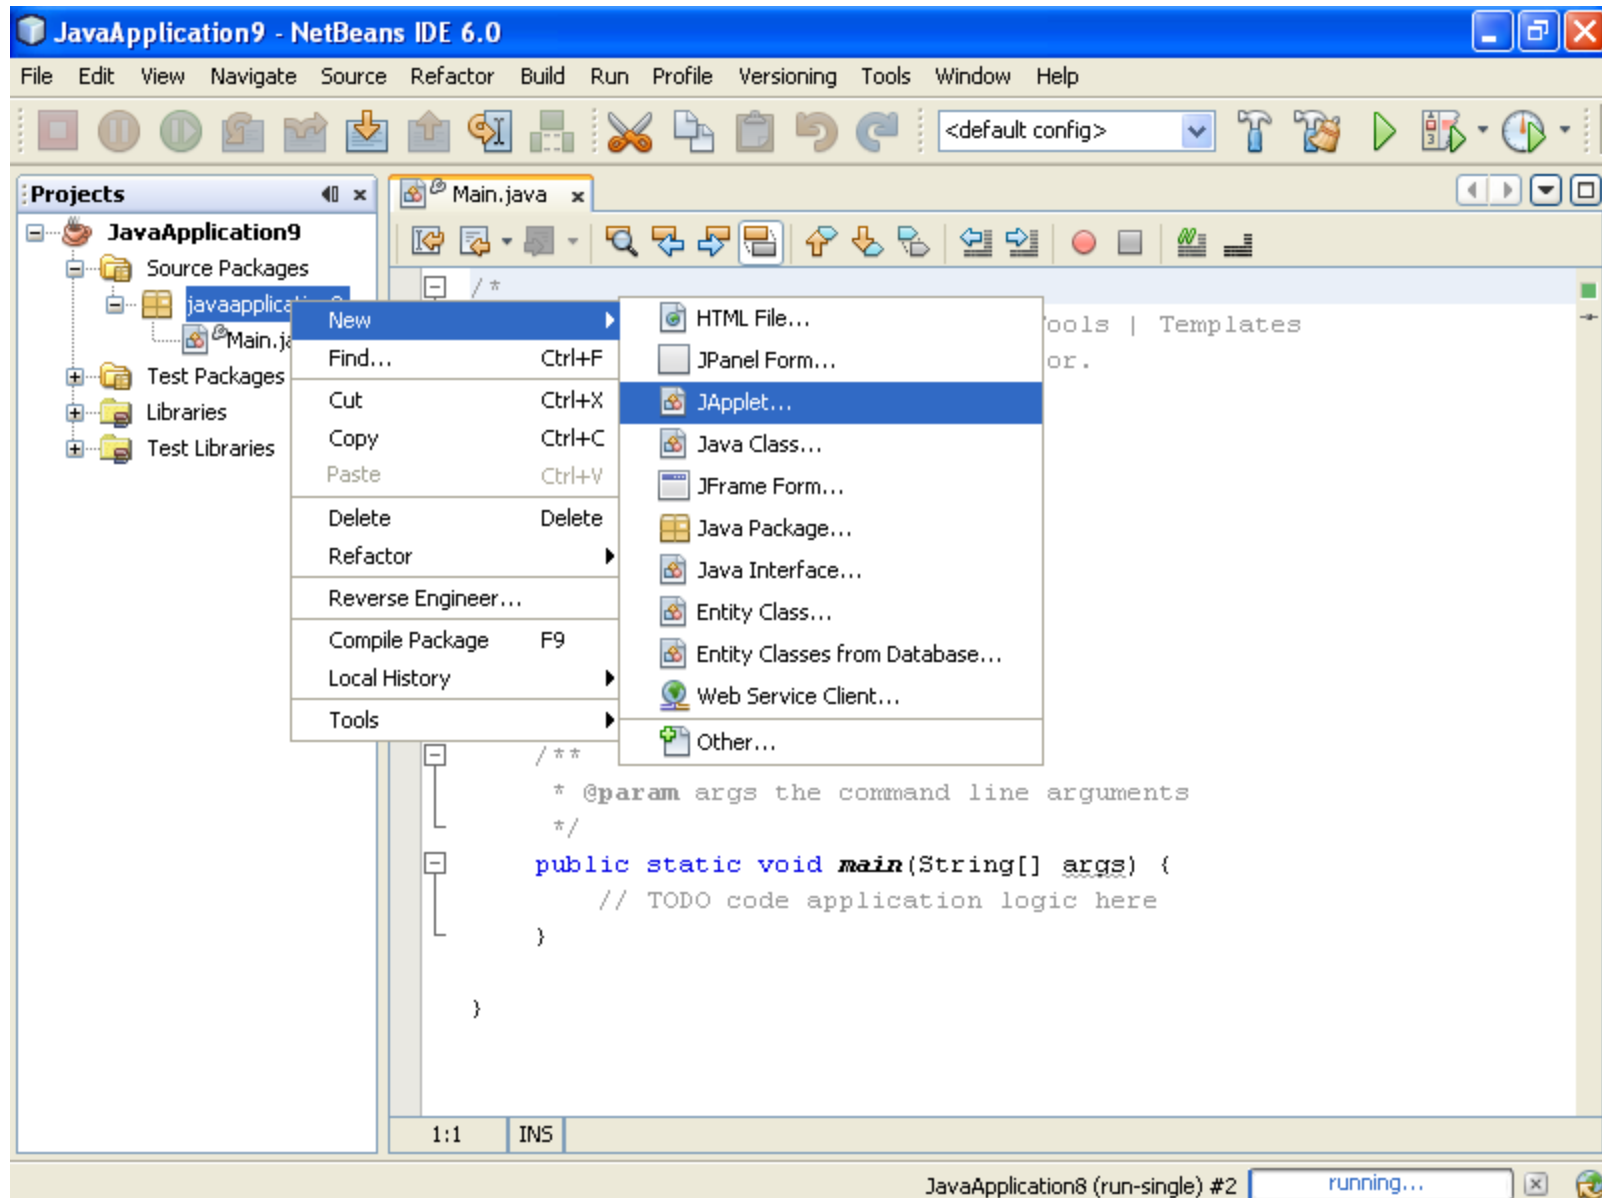 JavaApplication9 - NetBeans IDE 6.0
File Edit View Navigate Source Refactor Build Run Profile Versioning Tools Window Help
<default config>
Projects
Main.java
JavaApplication9
Source Packages
Test Packages
Libraries
Test Libraries
New
Find... Ctrl+F
Cut Ctrl+X
Copy Ctrl+C
Paste Ctrl+V
Delete Delete
Refactor
Reverse Engineer...
Compile Package F9
Local History
Tools
HTML File...
JPanel Form...
JApplet...
Java Class...
JFrame Form...
Java Package...
Java Interface...
Entity Class...
Entity Classes from Database...
Web Service Client...
Other...
/*
| Templates
or.
/**
* @param args the command line arguments
*/
public static void main(String[] args) {
// TODO code application logic here
}
}
1:1 INS
JavaApplication8 (run-single) #2 running...